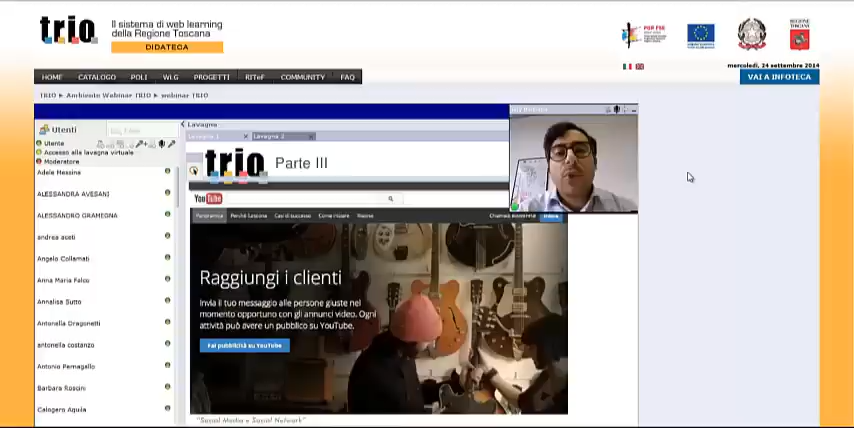 trio
Il sistema di web learning
della Regione Toscana
DIDATECA
POR FSE
REGIONE
TOSCANA
mercoledì, 24 settembre 2014
VAI A INFOTECA
HOME CATALOGO POLI WLG PROGETTI RITeF COMMUNITY FAQ
TRIO ▸ Ambiente Webinar TRIO ▸ webinar TRIO
Utenti
Utente
Accesso alla lavagna virtuale
Moderatore
Adele Messina
ALESSANDRA AVESANI
ALESSANDRO GRAMEGNA
andrea aceti
Angelo Collamati
Anna Maria Falco
Annalisa Sutto
Antonella Dragonetti
antonella costanzo
Antonio Pernagallo
Barbara Roscini
Calogero Aquila
Lavagna
Lavagna 1 Lavagna 2
trio Parte III
YouTube
Panoramica Perché funziona Casi di successo Come iniziare Risorse
Raggiungi i clienti
Invia il tuo messaggio alle persone giuste nel
momento opportuno con gli annunci video. Ogni
attività può avere un pubblico su YouTube.
Fai pubblicità su YouTube
"Social Media e Social Network"